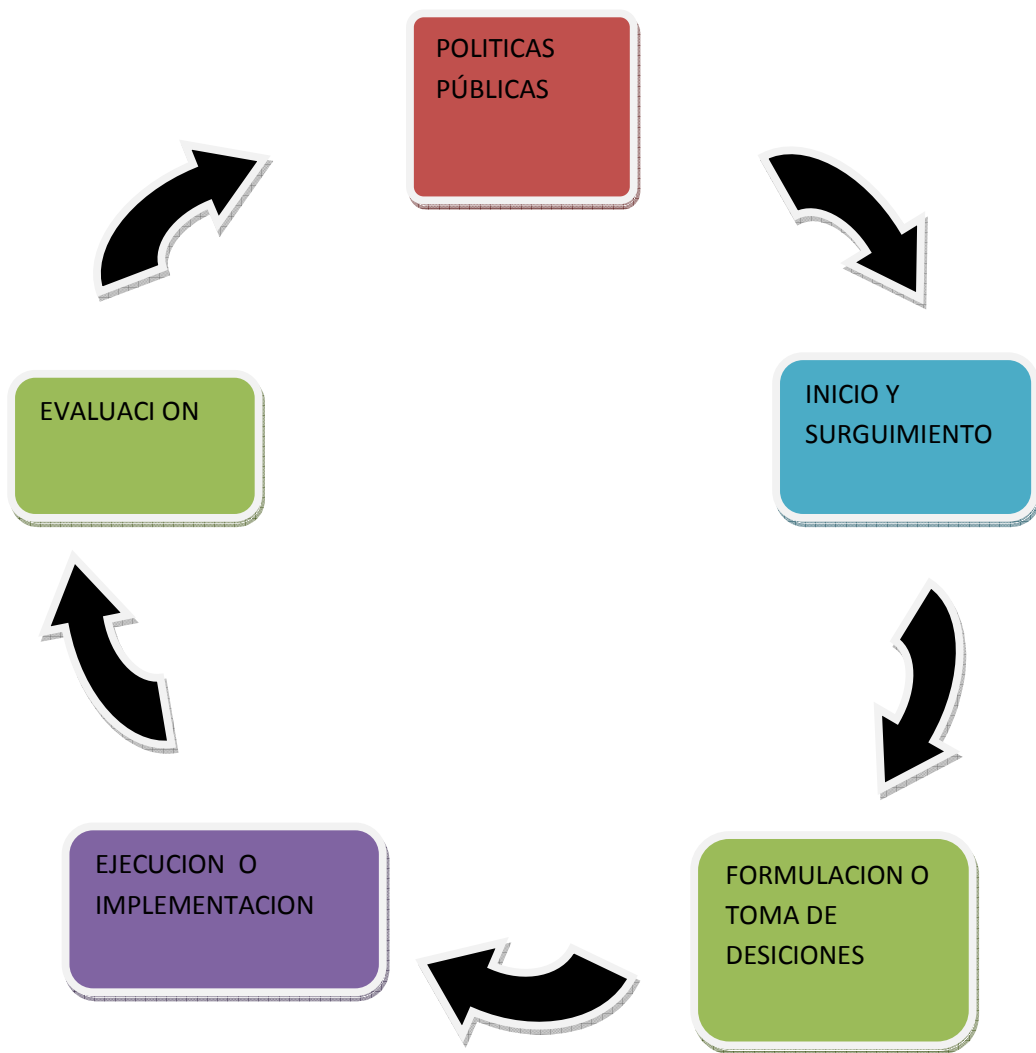 POLITICAS
PÚBLICAS
INICIO Y
SURGUIMIENTO
FORMULACION O
TOMA DE
DESICIONES
EJECUCION  O
IMPLEMENTACION
EVALUACI ON